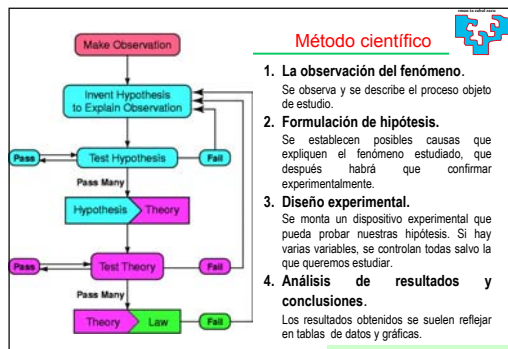 Make Observation
Invent Hypothesis
to Explain Observation
Pass
Test Hypothesis
Fail
Pass Many
Hypothesis
Theory
Pass
Test Theory
Fail
Pass Many
Theory
Law
Fail
Método científico
1. La observación del fenómeno.
Se observa y se describe el proceso objeto
de estudio.
2. Formulación de hipótesis.
Se establecen posibles causas que
expliquen el fenómeno estudiado, que
después habrá que confirmar
experimentalmente.
3. Diseño experimental.
Se monta un dispositivo experimental que
pueda probar nuestras hipótesis. Si hay
varias variables, se controlan todas salvo la
que queremos estudiar.
4. Análisis de resultados y
conclusiones.
Los resultados obtenidos se suelen reflejar
en tablas de datos y gráficas.